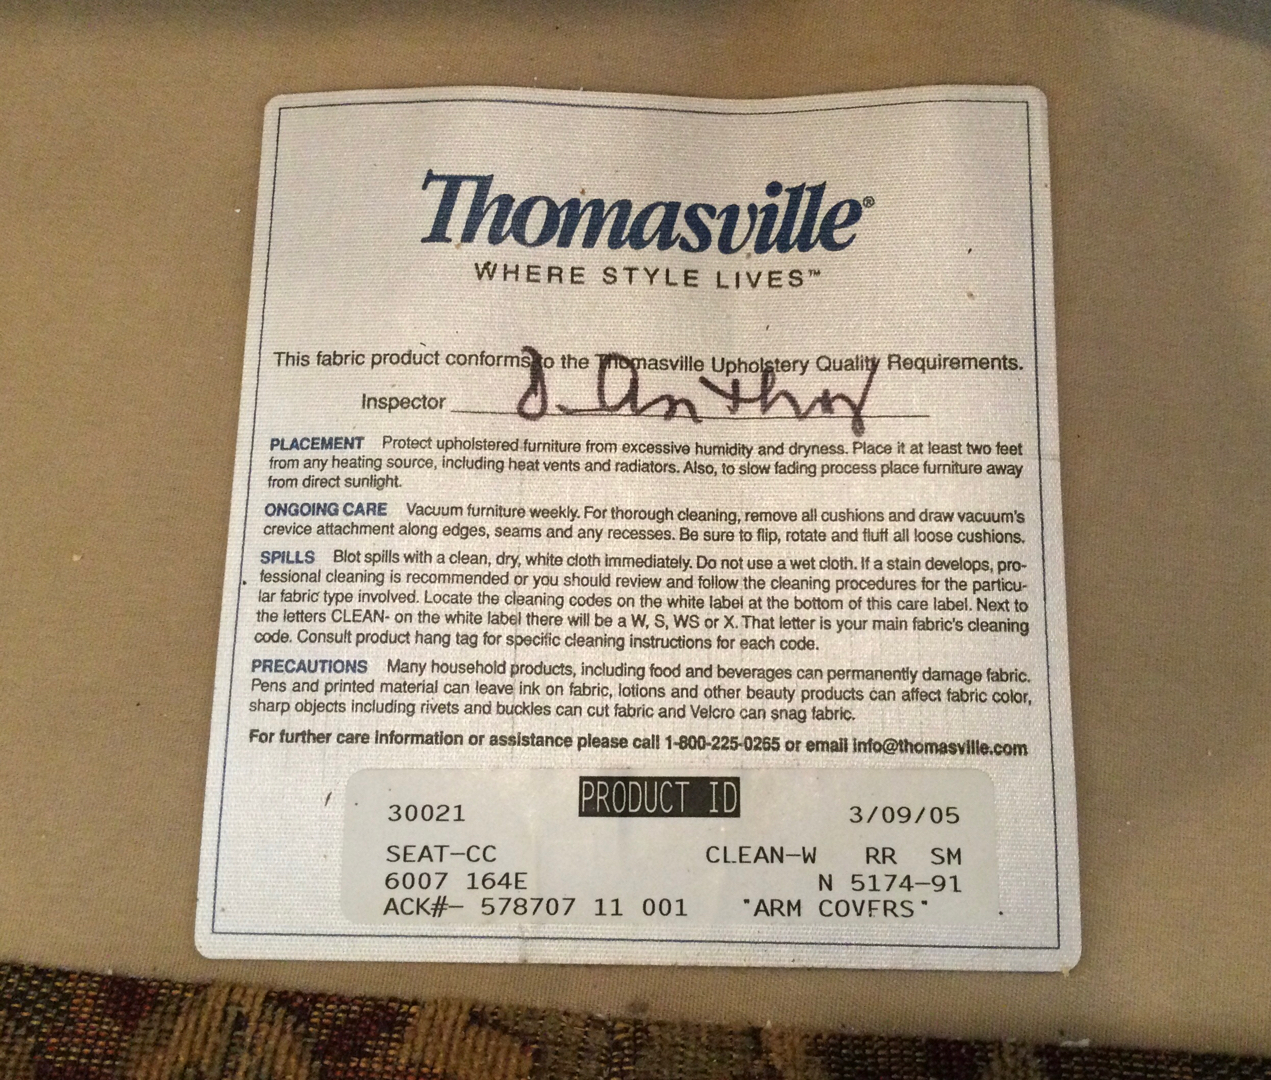 Thomasville®
WHERE STYLE LIVES™
This fabric product conforms to the Thomasville Upholstery Quality Requirements.
Inspector J. Anthony
PLACEMENT Protect upholstered furniture from excessive humidity and dryness. Place it at least two feet
from any heating source, including heat vents and radiators. Also, to slow fading process place furniture away
from direct sunlight.
ONGOING CARE Vacuum furniture weekly. For thorough cleaning, remove all cushions and draw vacuum's
crevice attachment along edges, seams and any recesses. Be sure to flip, rotate and fluff all loose cushions.
SPILLS Blot spills with a clean, dry, white cloth immediately. Do not use a wet cloth. If a stain develops, pro-
fessional cleaning is recommended or you should review and follow the cleaning procedures for the particu-
lar fabric type involved. Locate the cleaning codes on the white label at the bottom of this care label. Next to
the letters CLEAN- on the white label there will be a W, S, WS or X. That letter is your main fabric's cleaning
code. Consult product hang tag for specific cleaning instructions for each code.
PRECAUTIONS Many household products, including food and beverages can permanently damage fabric.
Pens and printed material can leave ink on fabric, lotions and other beauty products can affect fabric color,
sharp objects including rivets and buckles can cut fabric and Velcro can snag fabric.
For further care information or assistance please call 1-800-225-0265 or email info@thomasville.com
PRODUCT ID
30021 3/09/05
SEAT-CC CLEAN-W RR SM
6007 164E N 5174-91
ACK#- 578707 11 001 "ARM COVERS"